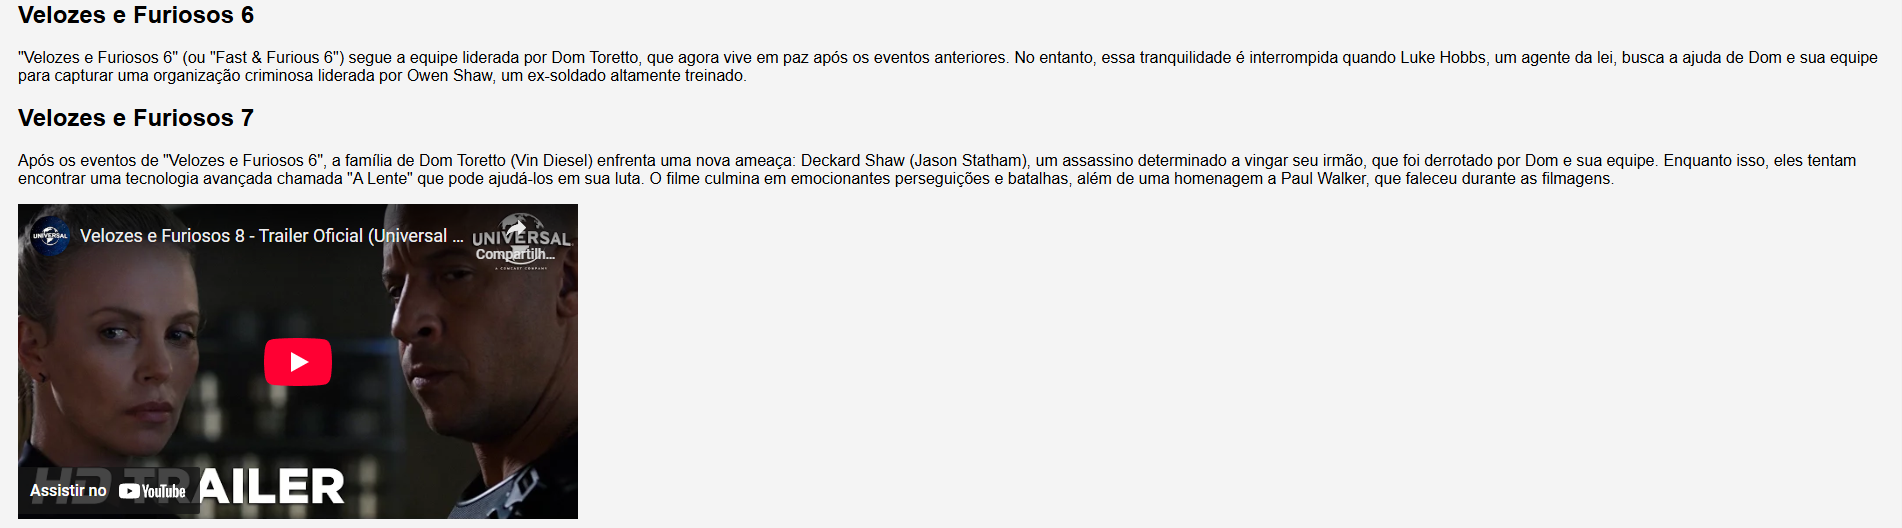 Velozes e Furiosos 6
"Velozes e Furiosos 6" (ou "Fast & Furious 6") segue a equipe liderada por Dom Toretto, que agora vive em paz após os eventos anteriores. No entanto, essa tranquilidade é interrompida quando Luke Hobbs, um agente da lei, busca a ajuda de Dom e sua equipe
para capturar uma organização criminosa liderada por Owen Shaw, um ex-soldado altamente treinado.
Velozes e Furiosos 7
Após os eventos de "Velozes e Furiosos 6", a família de Dom Toretto (Vin Diesel) enfrenta uma nova ameaça: Deckard Shaw (Jason Statham), um assassino determinado a vingar seu irmão, que foi derrotado por Dom e sua equipe. Enquanto isso, eles tentam
encontrar uma tecnologia avançada chamada "A Lente" que pode ajudá-los em sua luta. O filme culmina em emocionantes perseguições e batalhas, além de uma homenagem a Paul Walker, que faleceu durante as filmagens.
UNIVERSAL
Velozes e Furiosos 8 - Trailer Oficial (Universal ...
UNIVERSAL
Compartilh...
A COMCAST COMPANY
HD TRAILER
Assistir no YouTube